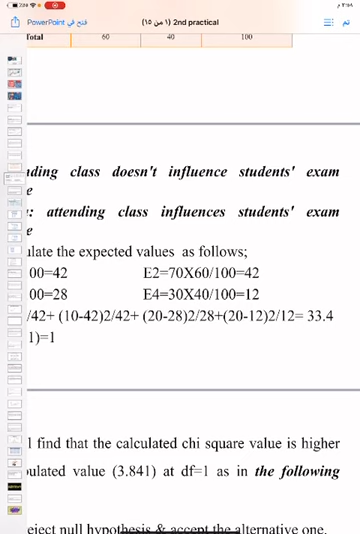 فتح في PowerPoint
2nd practical (١ من ١٥)
تم
Total 60 40 100
nding class doesn't influence students' exam
e
: attending class influences students' exam
e
ulate the expected values as follows;
00=42 E2=70X60/100=42
00=28 E4=30X40/100=12
/42+ (10-42)2/42+ (20-28)2/28+(20-12)2/12= 33.4
1)=1
l find that the calculated chi square value is higher
bulated value (3.841) at df=1 as in the following
eject null hypothesis & accept the alternative one.